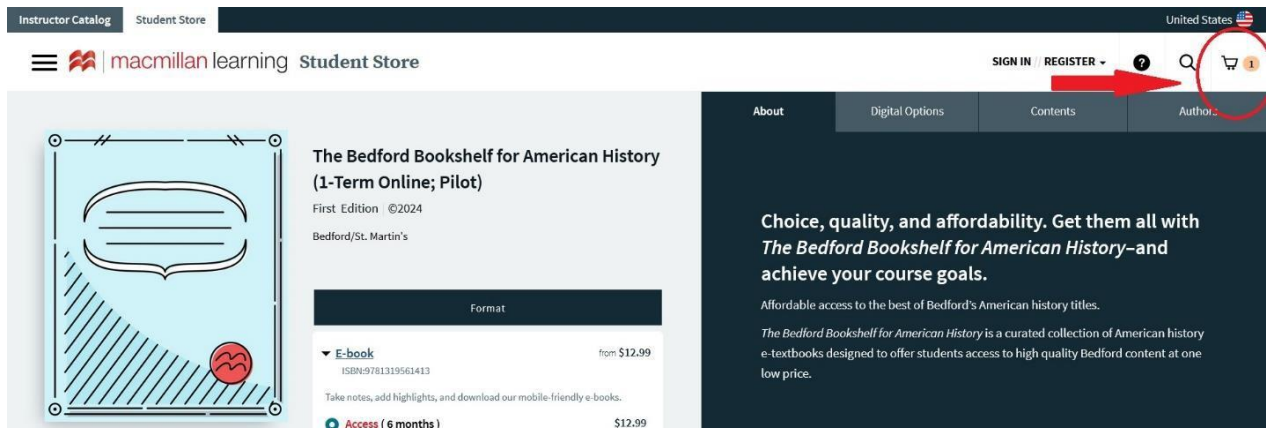 Instructor Catalog
Student Store
United States
macmillan learning Student Store
SIGN IN // REGISTER
?
1
About
Digital Options
Contents
Authors
The Bedford Bookshelf for American History
(1-Term Online; Pilot)
First Edition | ©2024
Bedford/St. Martin's
Format
E-book
from $12.99
ISBN:9781319561413
Take notes, add highlights, and download our mobile-friendly e-books.
Access ( 6 months )
$12.99
Choice, quality, and affordability. Get them all with
The Bedford Bookshelf for American History–and
achieve your course goals.
Affordable access to the best of Bedford's American history titles.
The Bedford Bookshelf for American History is a curated collection of American history
e-textbooks designed to offer students access to high quality Bedford content at one
low price.